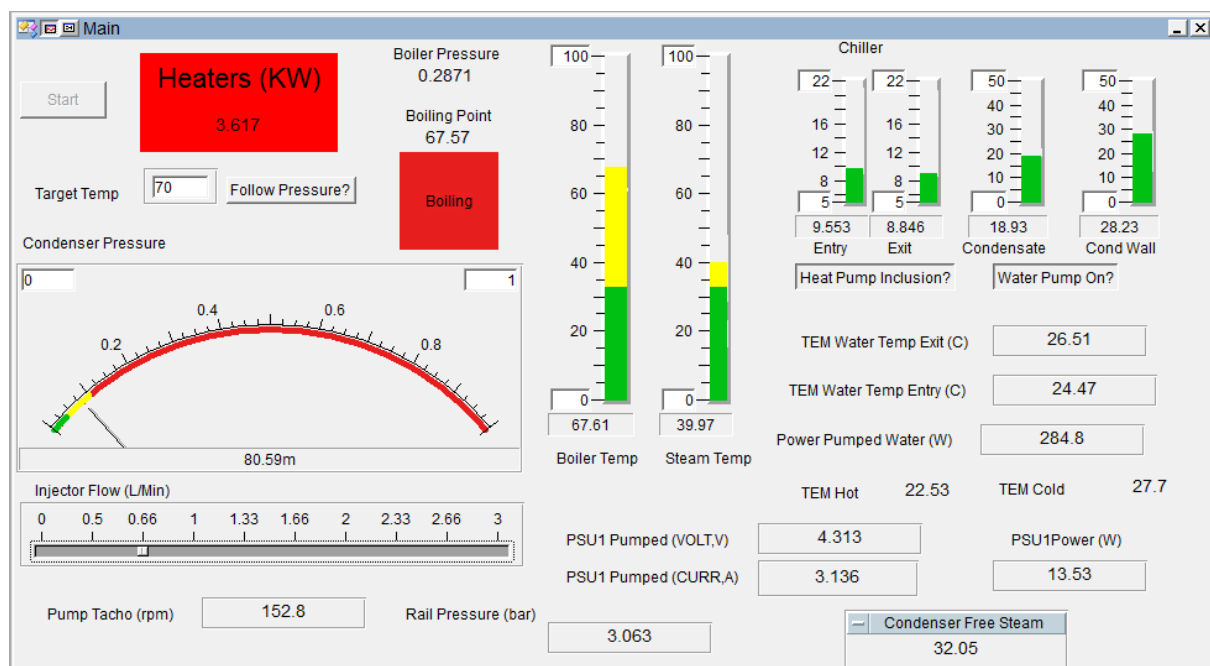 Main
Heaters (KW)
3.617
Start
Boiler Pressure
0.2871
Boiling Point
67.57
Boiling
Target Temp
70
Follow Pressure?
Condenser Pressure
0
1
0.2
0.4
0.6
0.8
80.59m
Injector Flow (L/Min)
0 0.5 0.66 1 1.33 1.66 2 2.33 2.66 3
Pump Tacho (rpm)
152.8
Rail Pressure (bar)
3.063
100
80
60
40
20
0
67.61
Boiler Temp
100
80
60
40
20
0
39.97
Steam Temp
Chiller
22
16
12
8
5
9.553
Entry
22
16
12
8
5
8.846
Exit
50
40
30
20
10
0
18.93
Condensate
50
40
30
20
10
0
28.23
Cond Wall
Heat Pump Inclusion?
Water Pump On?
TEM Water Temp Exit (C)
26.51
TEM Water Temp Entry (C)
24.47
Power Pumped Water (W)
284.8
TEM Hot
22.53
TEM Cold
27.7
PSU1 Pumped (VOLT,V)
4.313
PSU1Power (W)
PSU1 Pumped (CURR,A)
3.136
13.53
Condenser Free Steam
32.05